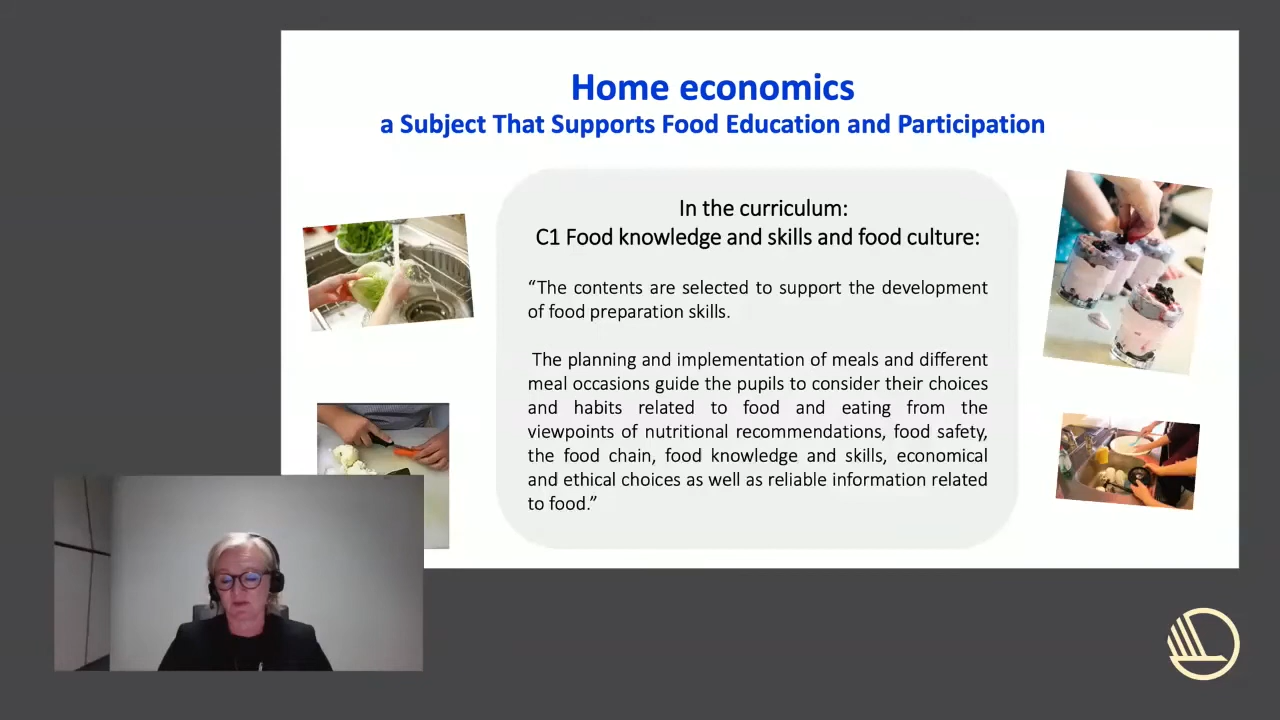 Home economics
a Subject That Supports Food Education and Participation
In the curriculum:
C1 Food knowledge and skills and food culture:
“The contents are selected to support the development
of food preparation skills.
The planning and implementation of meals and different
meal occasions guide the pupils to consider their choices
and habits related to food and eating from the
viewpoints of nutritional recommendations, food safety,
the food chain, food knowledge and skills, economical
and ethical choices as well as reliable information related
to food.”